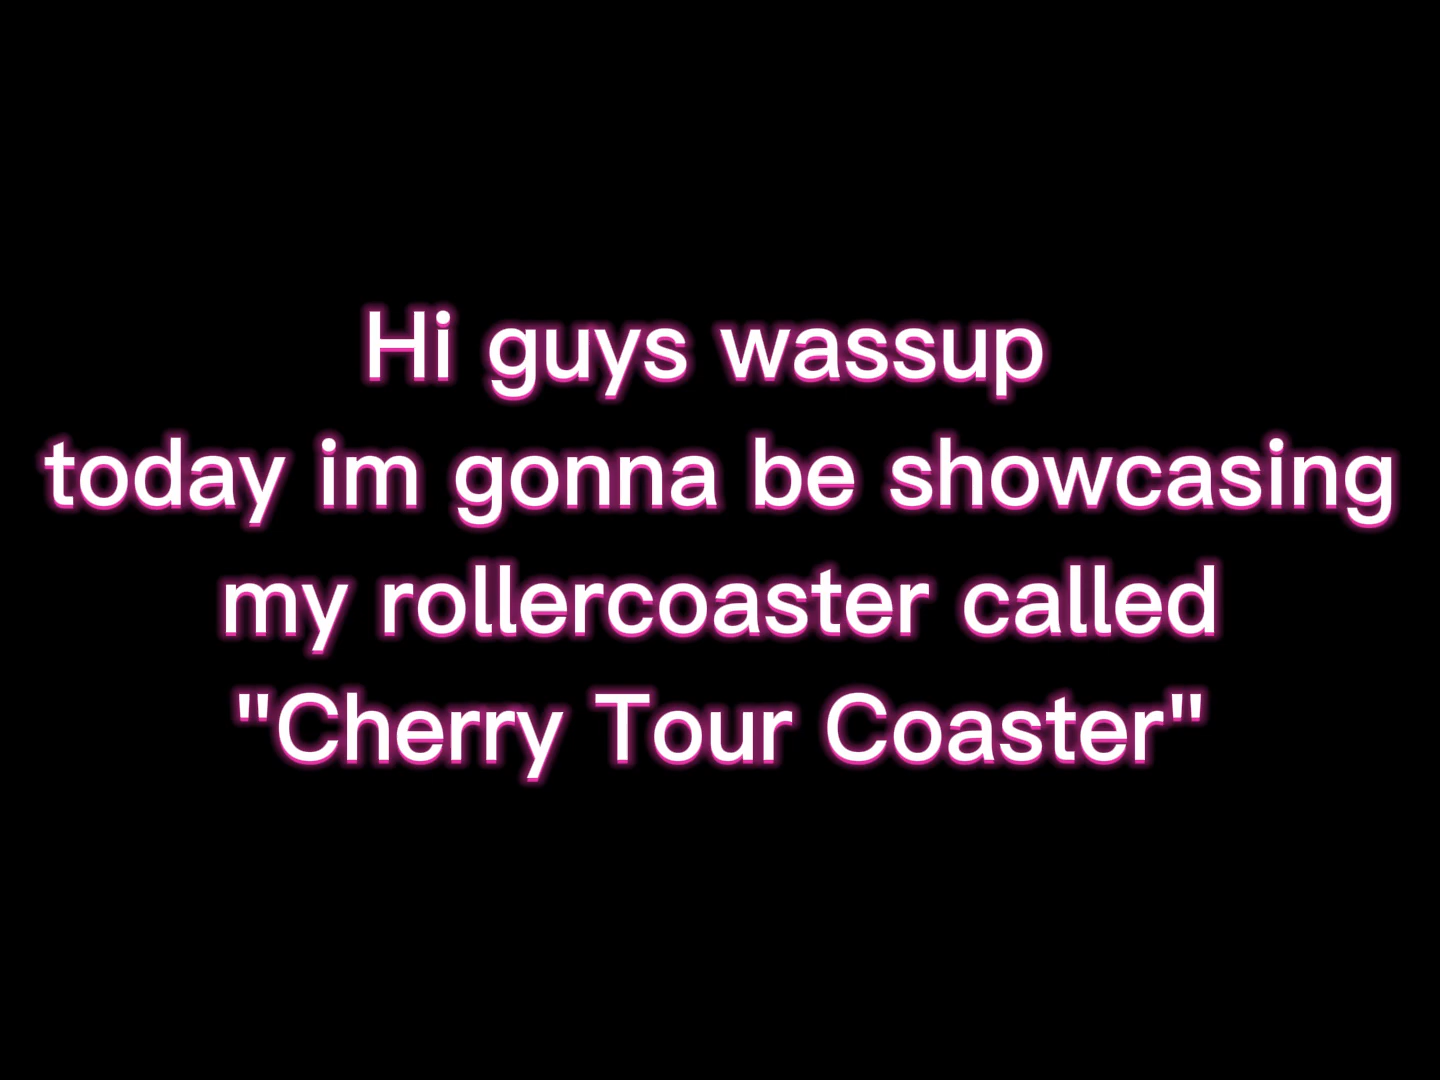 Hi guys wassup
today im gonna be showcasing
my rollercoaster called
"Cherry Tour Coaster"